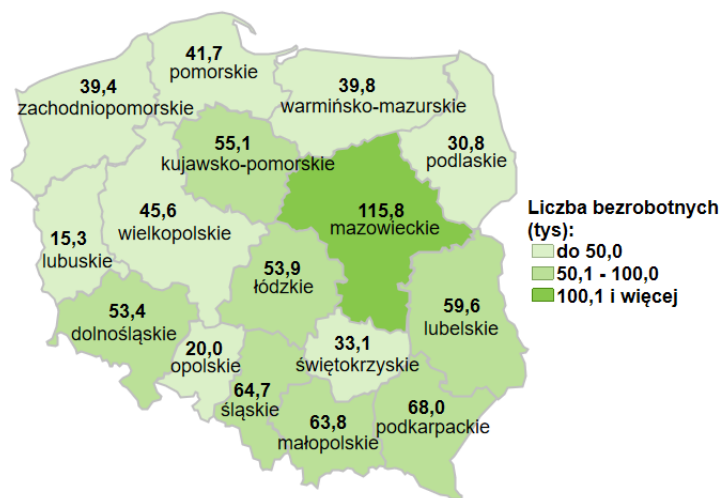 41,7
pomorskie
39,4
zachodniopomorskie
39,8
warmińsko-mazurskie
55,1
kujawsko-pomorskie
30,8
podlaskie
115,8
mazowieckie
45,6
wielkopolskie
15,3
lubuskie
53,9
łódzkie
53,4
dolnośląskie
59,6
lubelskie
20,0
opolskie
33,1
świętokrzyskie
64,7
śląskie
63,8
małopolskie
68,0
podkarpackie
Liczba bezrobotnych
(tys):
do 50,0
50,1 - 100,0
100,1 i więcej